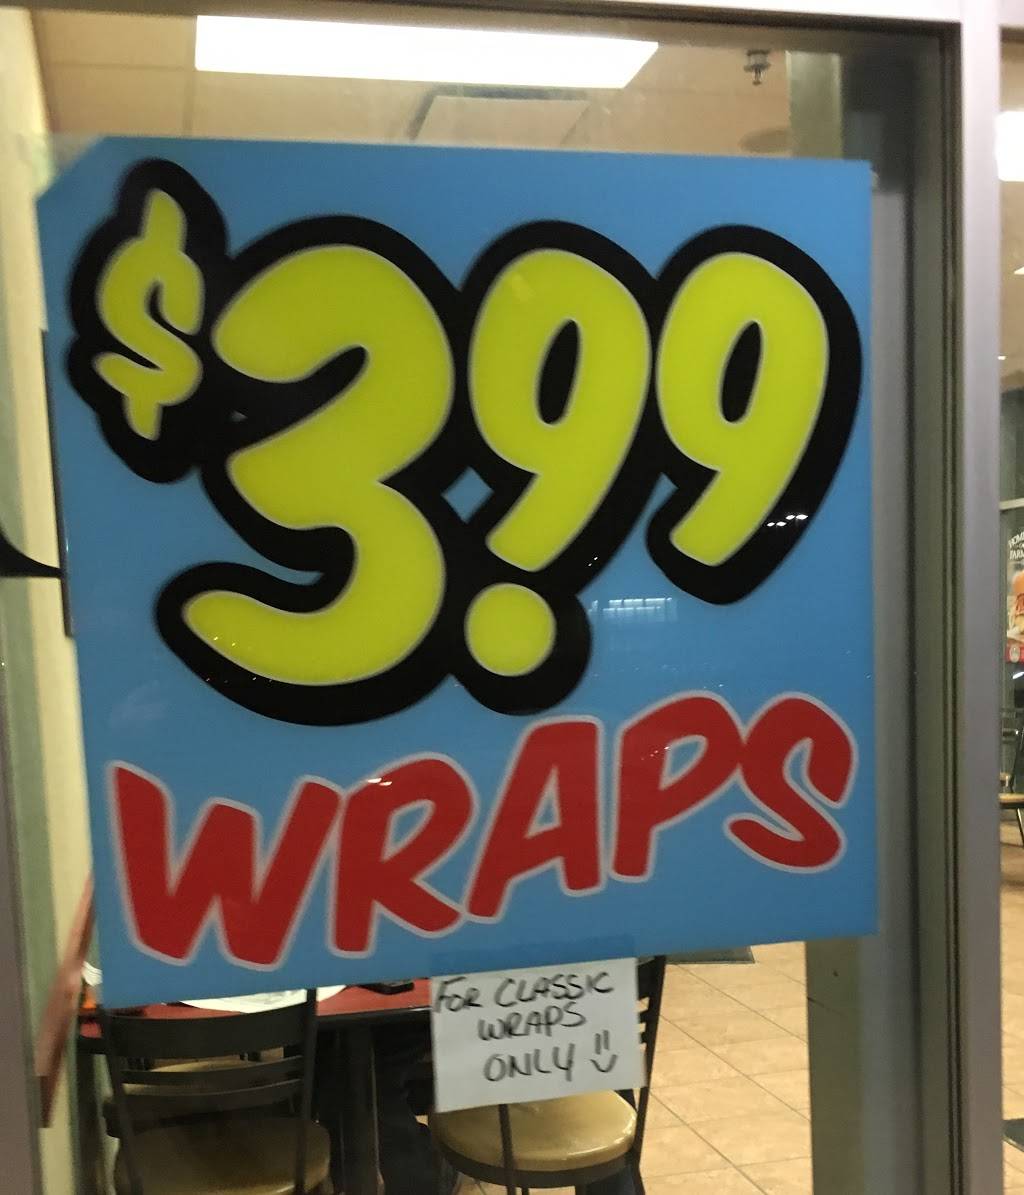 $3.99
WRAPS
FOR CLASSIC
WRAPS
ONLY